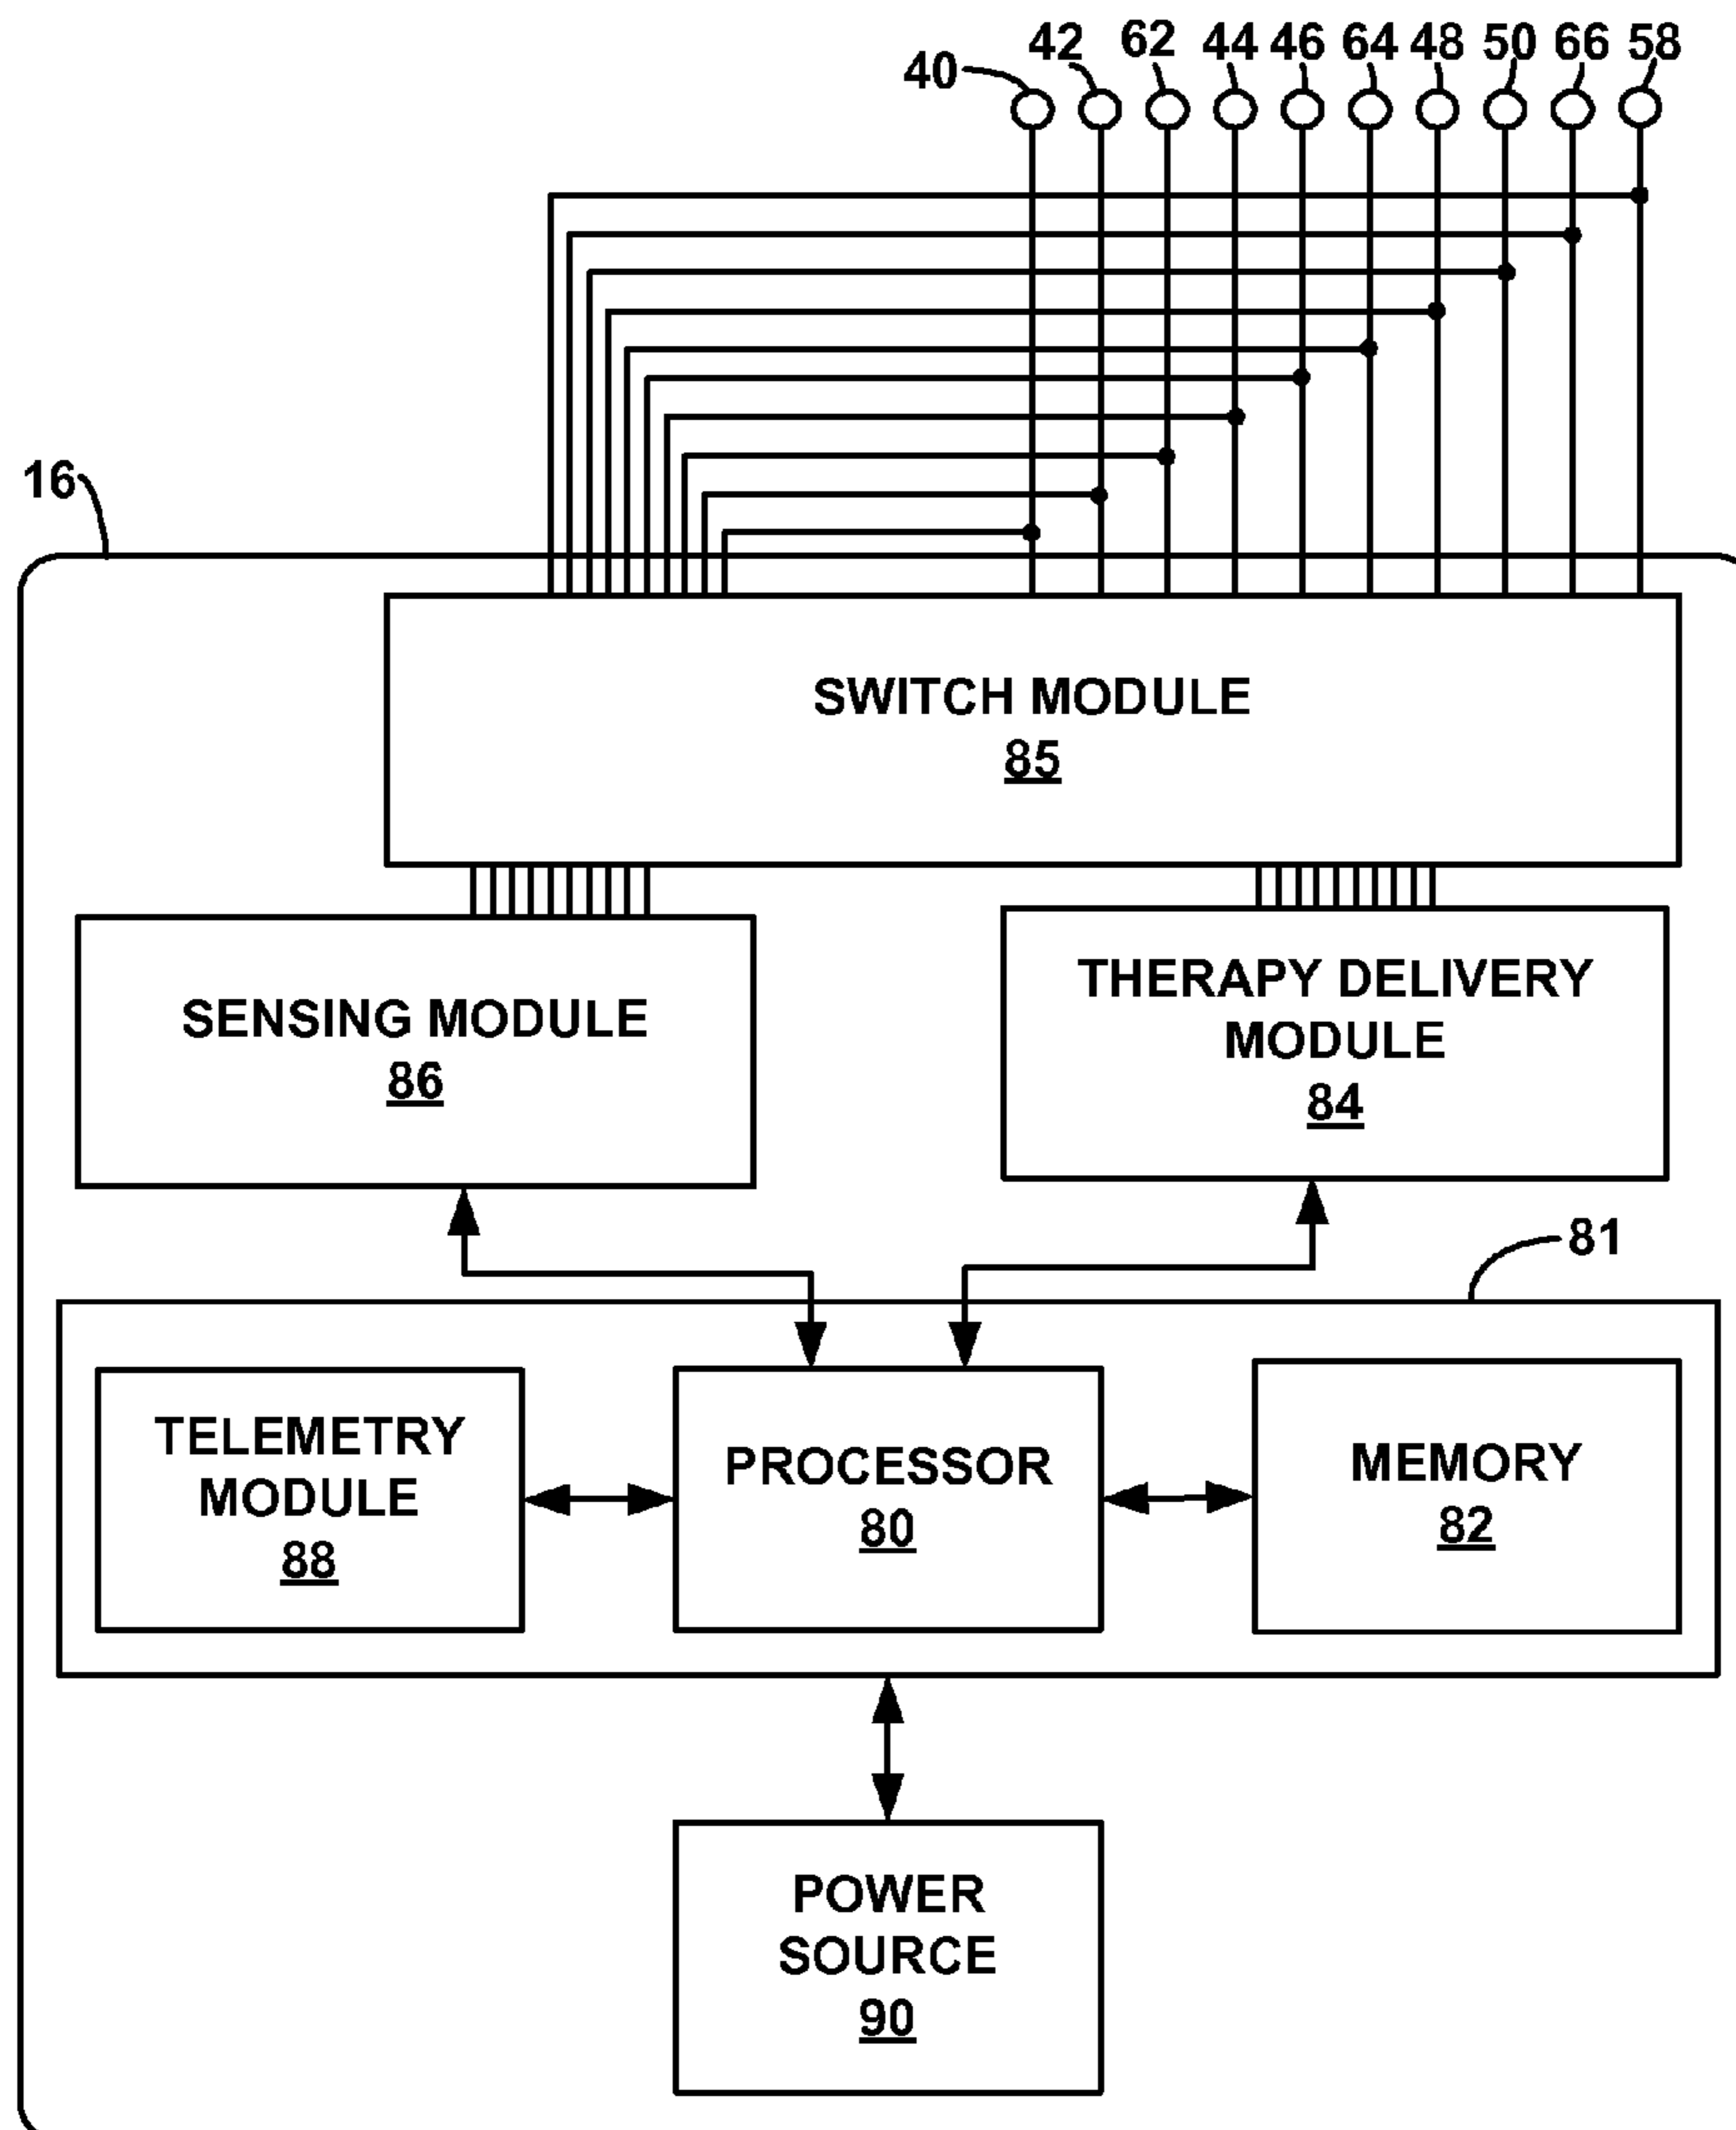 40 42 62 44 46 64 48 50 66 58
16
SWITCH MODULE
85
SENSING MODULE
86
THERAPY DELIVERY
MODULE
84
81
TELEMETRY
MODULE
88
PROCESSOR
80
MEMORY
82
POWER
SOURCE
90